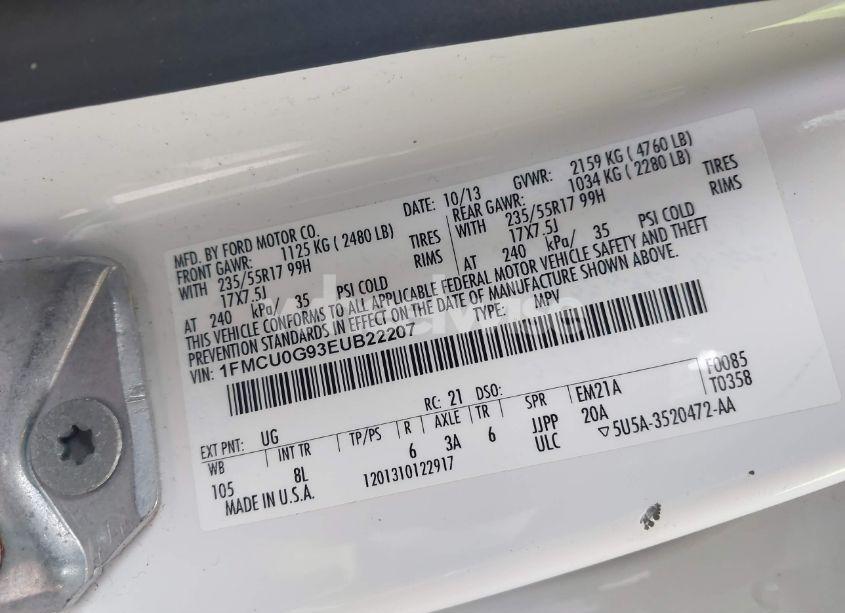 MFD. BY FORD MOTOR CO.
DATE: 10/13 GVWR: 2159 KG ( 4760 LB)
FRONT GAWR: 1125 KG ( 2480 LB) REAR GAWR: 1034 KG ( 2280 LB)
WITH 235/55R17 99H TIRES WITH 235/55R17 99H TIRES
17X7.5J RIMS 17X7.5J RIMS
AT 240 kPa/ 35 PSI COLD AT 240 kPa/ 35 PSI COLD
THIS VEHICLE CONFORMS TO ALL APPLICABLE FEDERAL MOTOR VEHICLE SAFETY AND THEFT
PREVENTION STANDARDS IN EFFECT ON THE DATE OF MANUFACTURE SHOWN ABOVE.
VIN: 1FMCU0G93EUB22207 TYPE: MPV
F0085
T0358
EXT PNT: UG RC: 21 DSO:
WB INT TR TP/PS R AXLE TR SPR EM21A
105 8L 6 3A 6 JJPP 20A
ULC
MADE IN U.S.A. 1201310122917 5U5A-3520472-AA